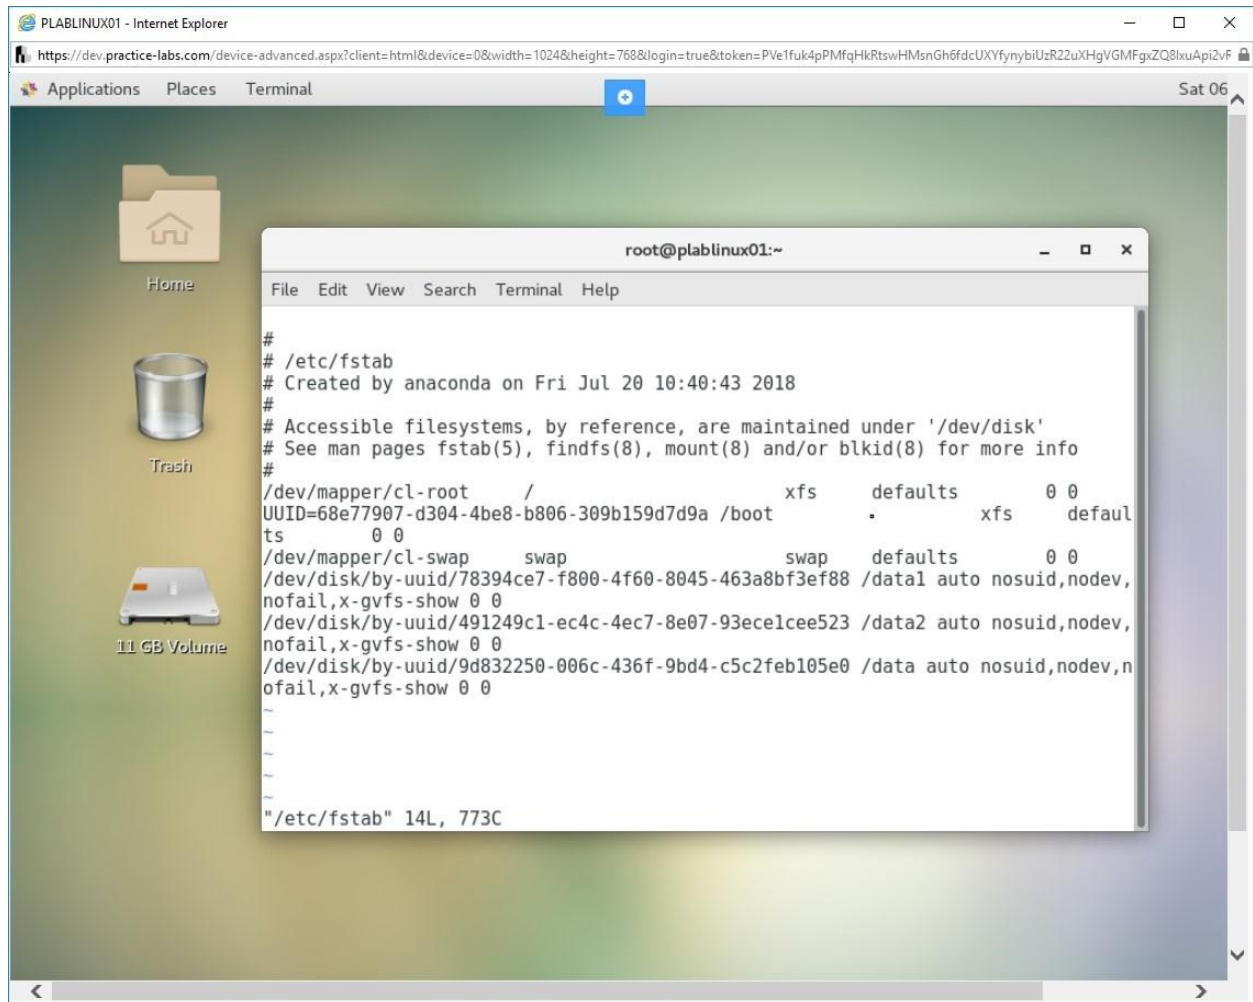 PLABLINUX01 - Internet Explorer
https://dev.practice-labs.com/device-advanced.aspx?client=html&device=0&width=1024&height=768&login=true&token=
Applications Places Terminal
Sat 06
Home
Trash
11 GB Volume
root@plablinux01:~
File Edit View Search Terminal Help
#
# /etc/fstab
# Created by anaconda on Fri Jul 20 10:40:43 2018
#
# Accessible filesystems, by reference, are maintained under '/dev/disk'
# See man pages fstab(5), findfs(8), mount(8) and/or blkid(8) for more info
#
/dev/mapper/cl-root / xfs defaults 0 0
UUID=68e77907-d304-4be8-b806-309b159d7d9a /boot xfs defaul
ts 0 0
/dev/mapper/cl-swap swap swap defaults 0 0
/dev/disk/by-uuid/78394ce7-f800-4f60-8045-463a8bf3ef88 /data1 auto nosuid,nodev,
nofail,x-gvfs-show 0 0
/dev/disk/by-uuid/491249c1-ec4c-4ec7-8e07-93ece1cee523 /data2 auto nosuid,nodev,
nofail,x-gvfs-show 0 0
/dev/disk/by-uuid/9d832250-006c-436f-9bd4-c5c2feb105e0 /data auto nosuid,nodev,n
ofail,x-gvfs-show 0 0
~
~
~
~
~
"/etc/fstab" 14L, 773C